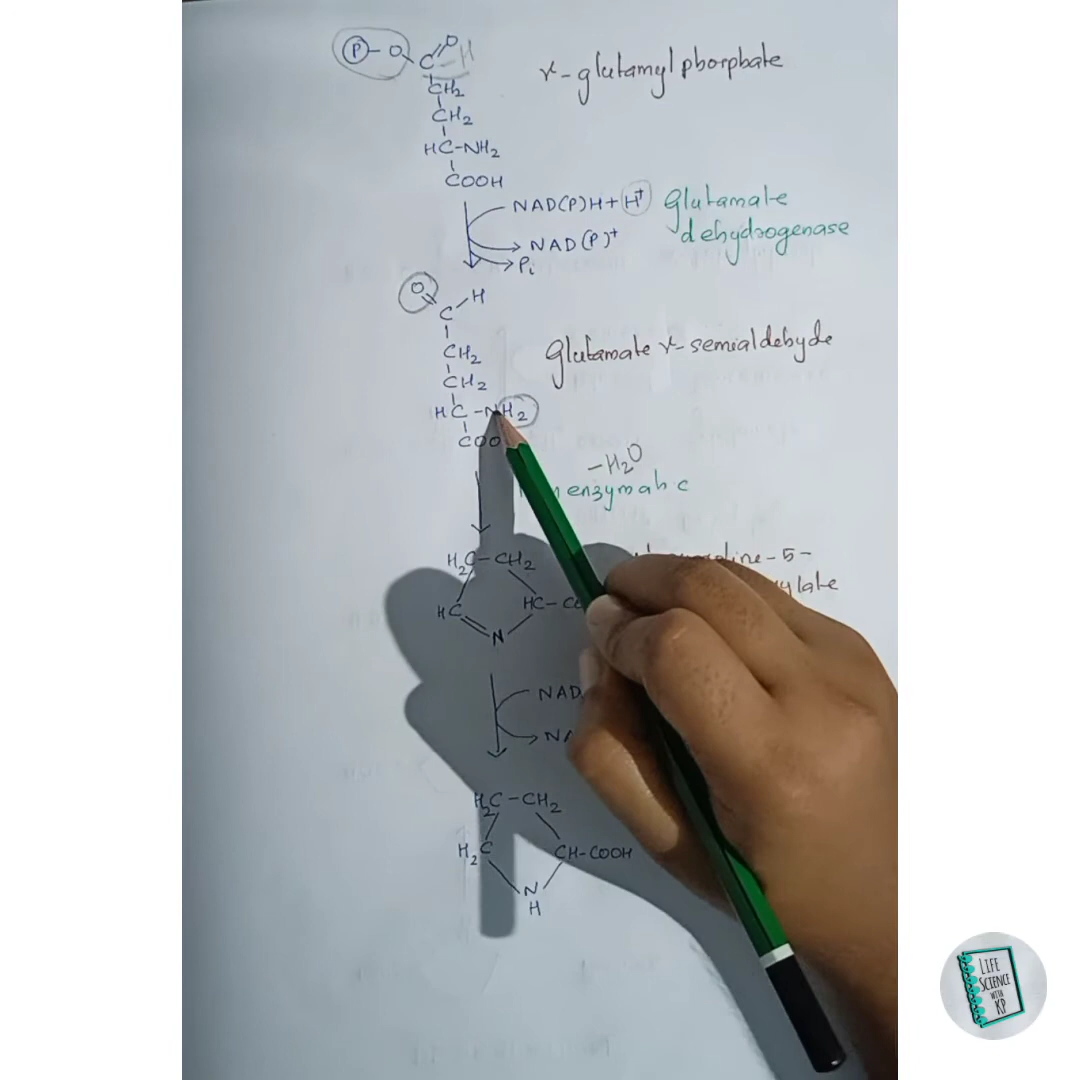 P - O C O H
CH2
CH2
HC-NH2
COOH
γ-glutamyl phosphate
NAD(P)H + H+
NAD(P)+
Pi
Glutamate
dehydrogenase
O C H
CH2
CH2
HC-NH2
COO
Glutamate γ-semialdehyde
-H2O
enzymatic
H2C-CH2
HC HC-
N
-5-
NAD
H2C-CH2
H2C CH-COOH
N
H
LIFE
SCIENCE
WITH
KP